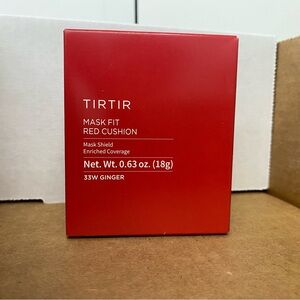 TIRTIR
MASK FIT
RED CUSHION
Mask Shield
Enriched Coverage
Net. Wt. 0.63 oz. (18g)
33W GINGER